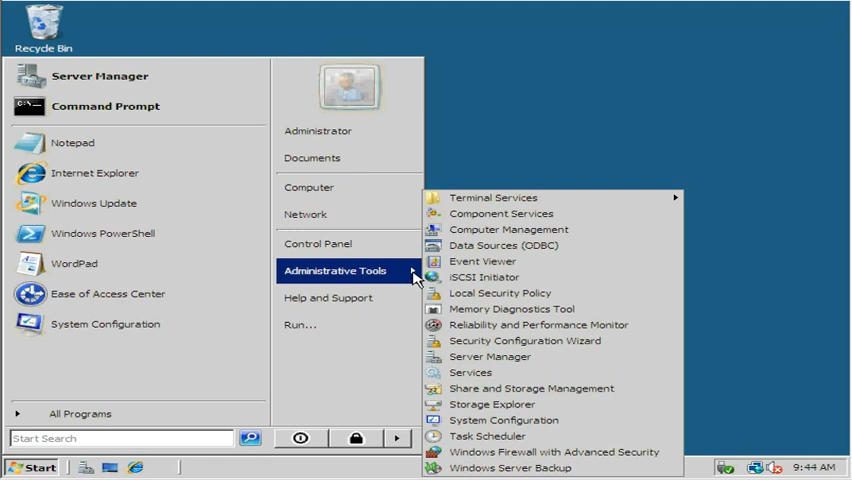 Recycle Bin
Server Manager
Command Prompt
Notepad
Internet Explorer
Windows Update
Windows PowerShell
WordPad
Ease of Access Center
System Configuration
All Programs
Start Search
Administrator
Documents
Computer
Network
Control Panel
Administrative Tools
Help and Support
Run...
Terminal Services
Component Services
Computer Management
Data Sources (ODBC)
Event Viewer
iSCSI Initiator
Local Security Policy
Memory Diagnostics Tool
Reliability and Performance Monitor
Security Configuration Wizard
Server Manager
Services
Share and Storage Management
Storage Explorer
System Configuration
Task Scheduler
Windows Firewall with Advanced Security
Windows Server Backup
Start
9:44 AM